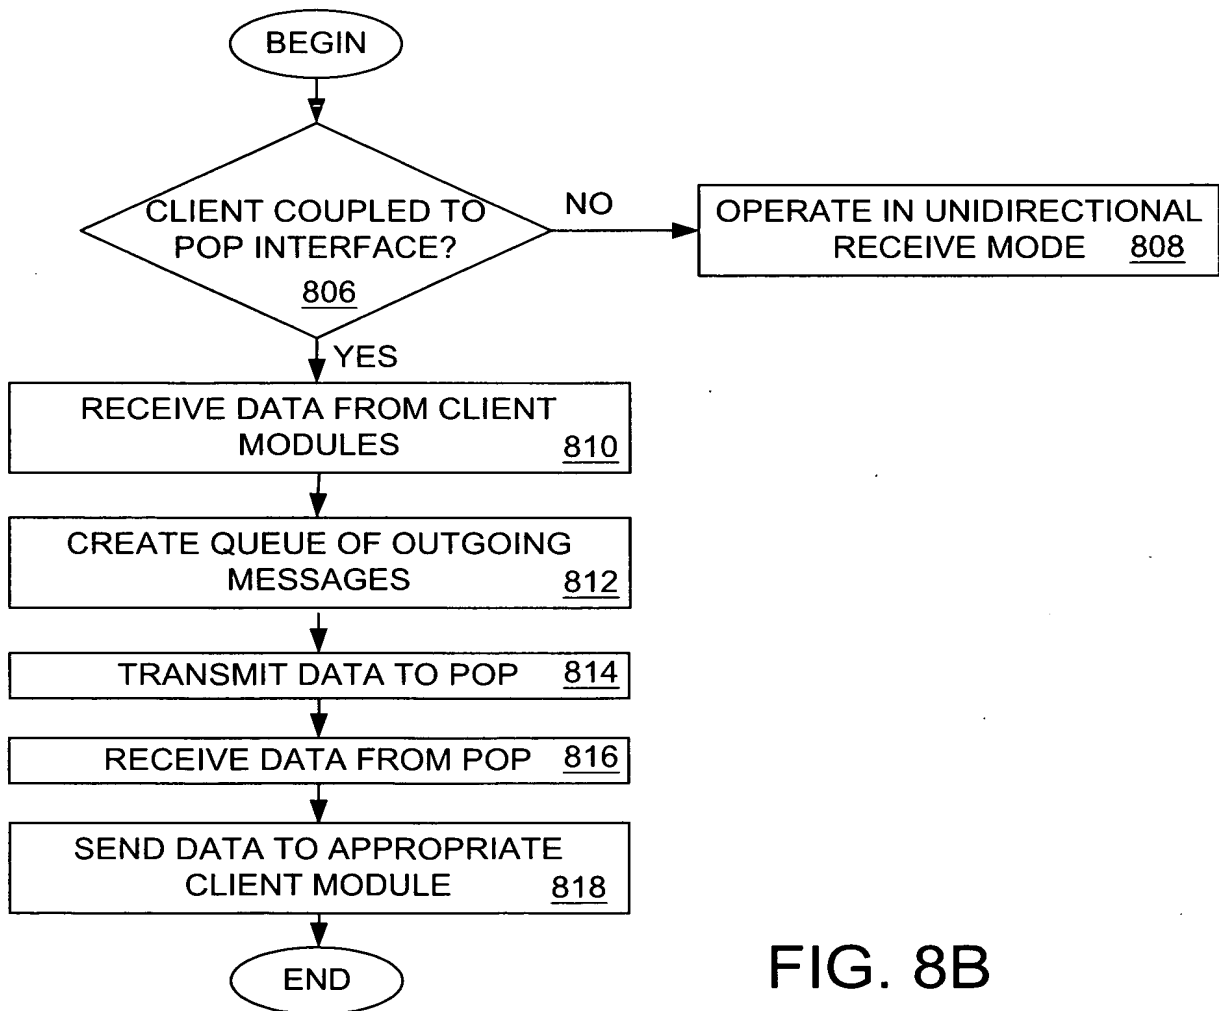 BEGIN
CLIENT COUPLED TO
POP INTERFACE?
806
NO
OPERATE IN UNIDIRECTIONAL
RECEIVE MODE 808
YES
RECEIVE DATA FROM CLIENT
MODULES 810
CREATE QUEUE OF OUTGOING
MESSAGES 812
TRANSMIT DATA TO POP 814
RECEIVE DATA FROM POP 816
SEND DATA TO APPROPRIATE
CLIENT MODULE 818
END
FIG. 8B